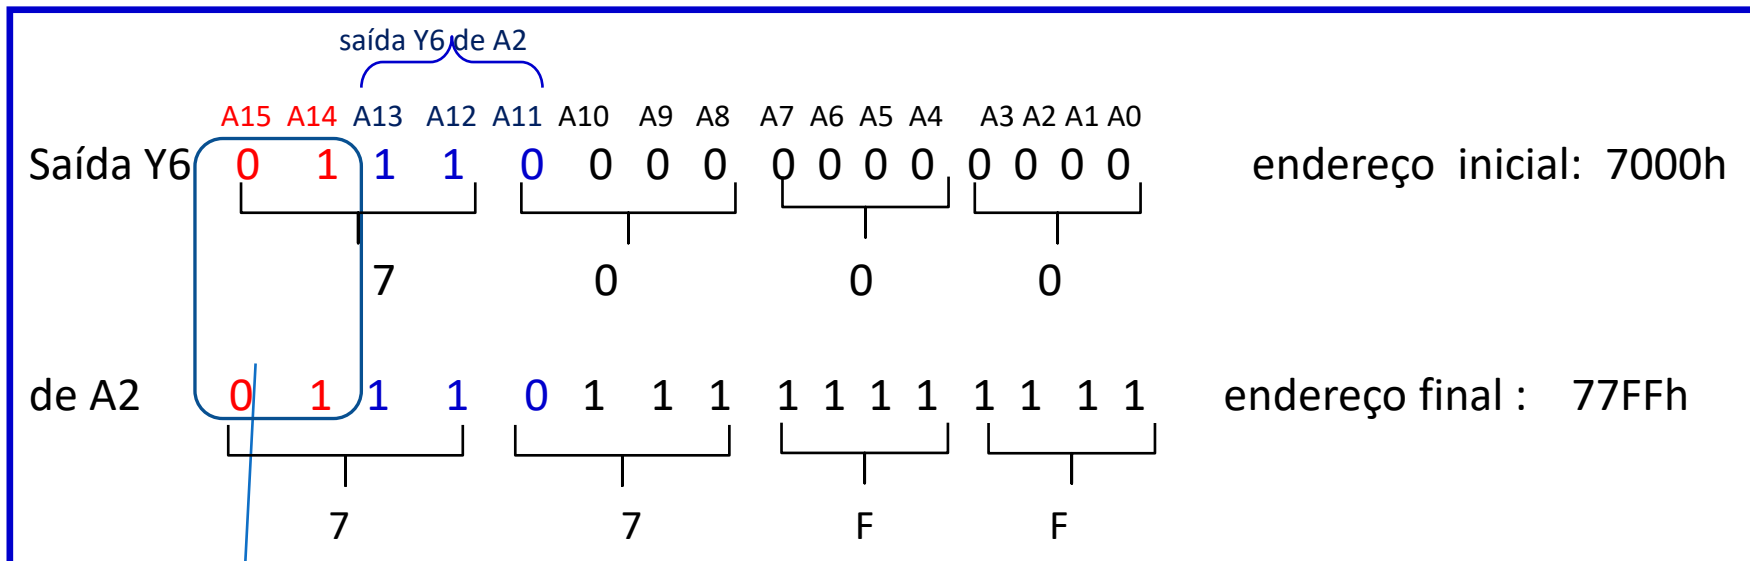 saída Y6 de A2
A15 A14 A13 A12 A11 A10 A9 A8 A7 A6 A5 A4 A3 A2 A1 A0
Saída Y6 0 1 1 1 0 0 0 0 0 0 0 0 0 0 0 0 endereço inicial: 7000h
7 0 0 0
de A2 0 1 1 1 0 1 1 1 1 1 1 1 1 1 1 1 endereço final : 77FFh
7 7 F F